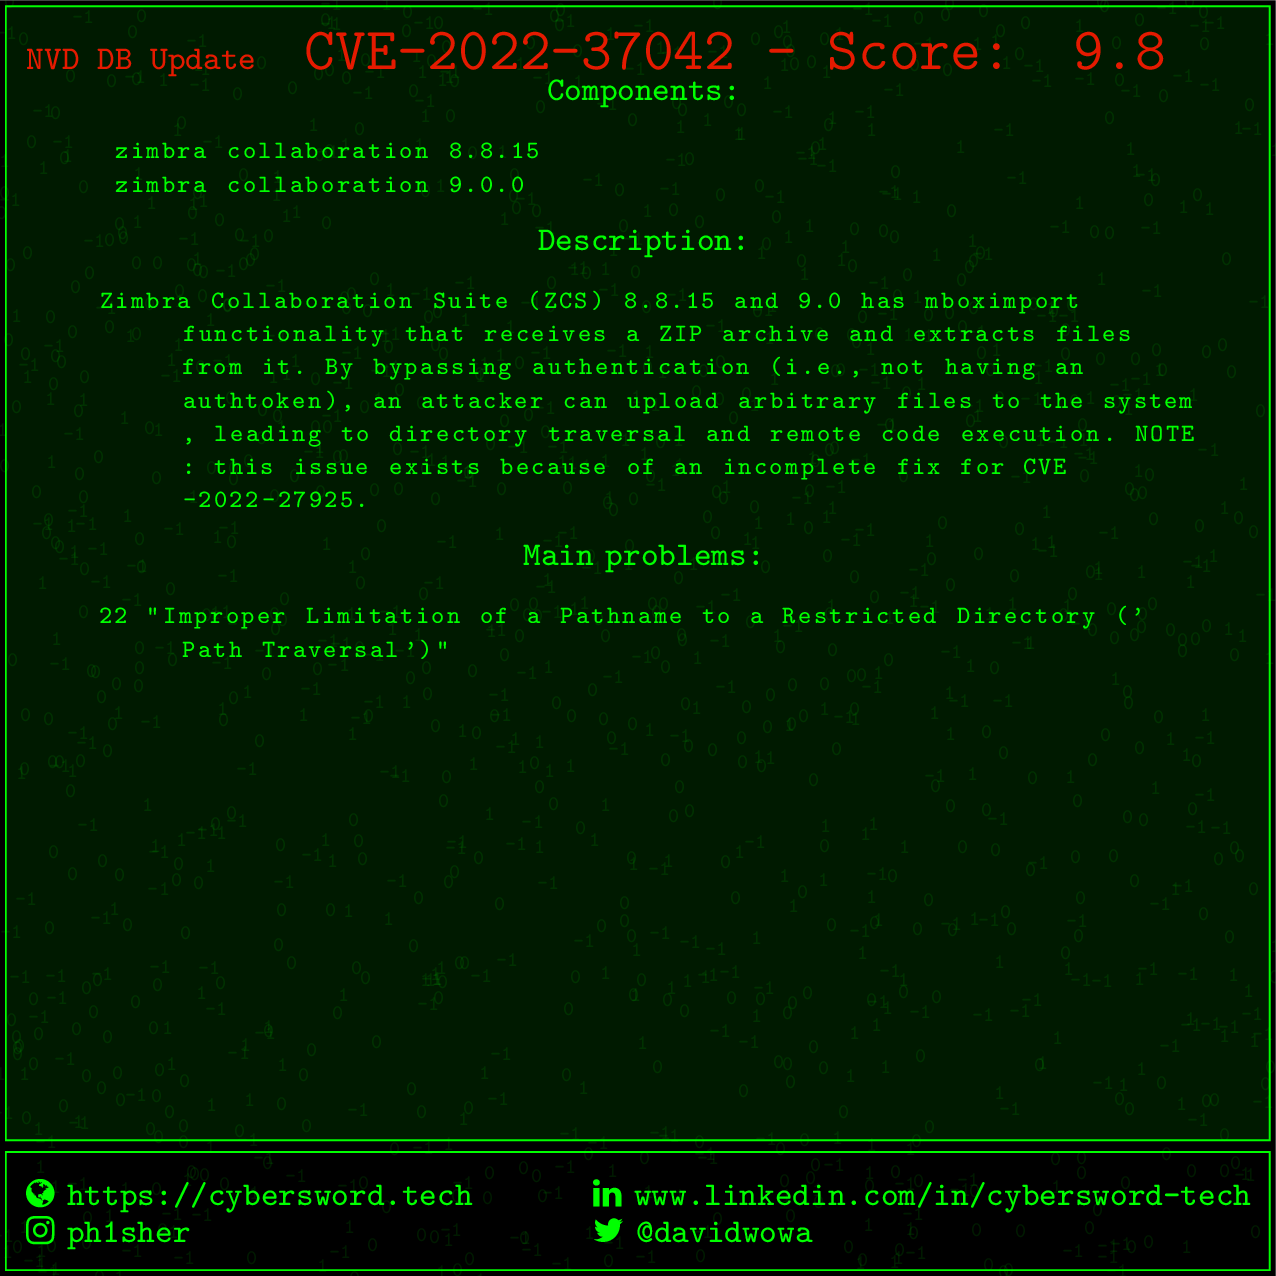 NVD DB Update CVE-2022-37042 - Score: 9.8
Components:
zimbra collaboration 8.8.15
zimbra collaboration 9.0.0
Description:
Zimbra Collaboration Suite (ZCS) 8.8.15 and 9.0 has mboximport
functionality that receives a ZIP archive and extracts files
from it. By bypassing authentication (i.e., not having an
authtoken), an attacker can upload arbitrary files to the system
, leading to directory traversal and remote code execution. NOTE
: this issue exists because of an incomplete fix for CVE
-2022-27925.
Main problems:
22 "Improper Limitation of a Pathname to a Restricted Directory ('
Path Traversal')"
https://cybersword.tech www.linkedin.com/in/cybersword-tech
ph1sher @davidwowa